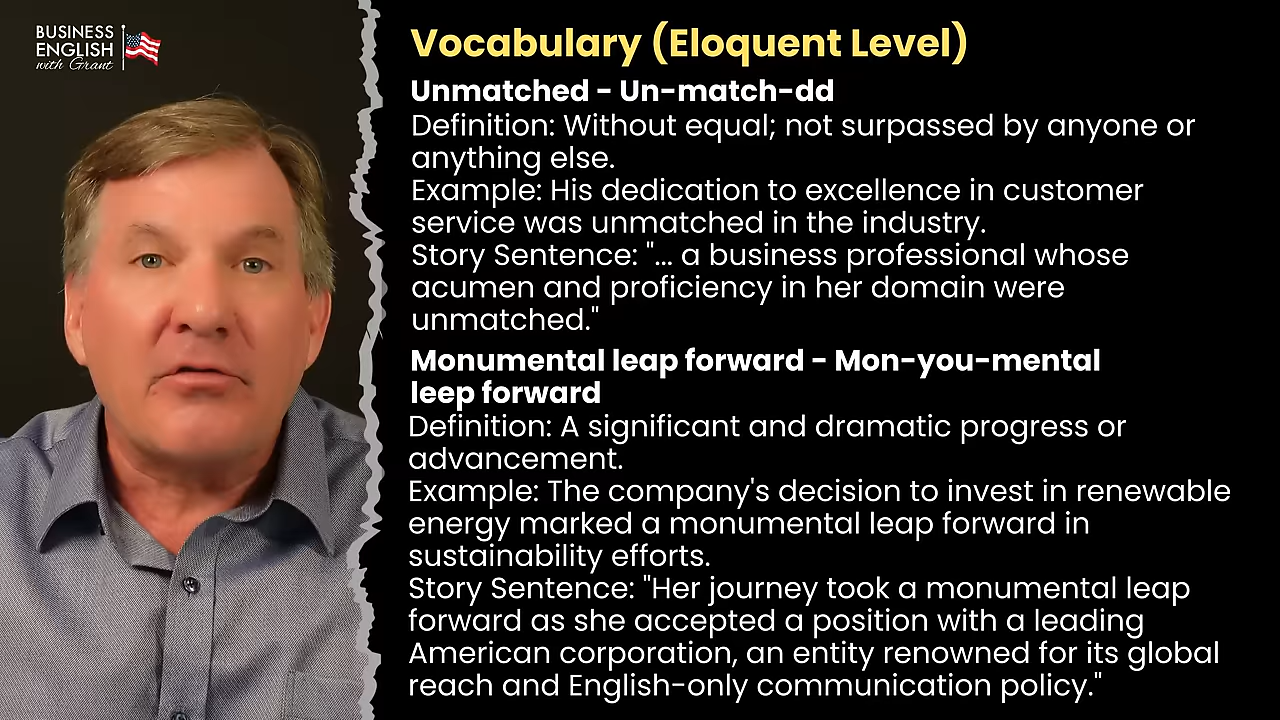 BUSINESS
ENGLISH
with Grant
Vocabulary (Eloquent Level)
Unmatched - Un-match-dd
Definition: Without equal; not surpassed by anyone or
anything else.
Example: His dedication to excellence in customer
service was unmatched in the industry.
Story Sentence: "... a business professional whose
acumen and proficiency in her domain were
unmatched."
Monumental leap forward - Mon-you-mental
leep forward
Definition: A significant and dramatic progress or
advancement.
Example: The company's decision to invest in renewable
energy marked a monumental leap forward in
sustainability efforts.
Story Sentence: "Her journey took a monumental leap
forward as she accepted a position with a leading
American corporation, an entity renowned for its global
reach and English-only communication policy."